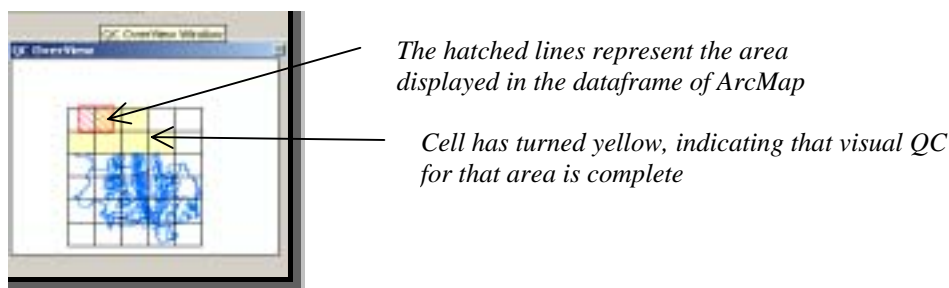 QC OverView Window
QC OverView
The hatched lines represent the area
displayed in the dataframe of ArcMap
Cell has turned yellow, indicating that visual QC
for that area is complete